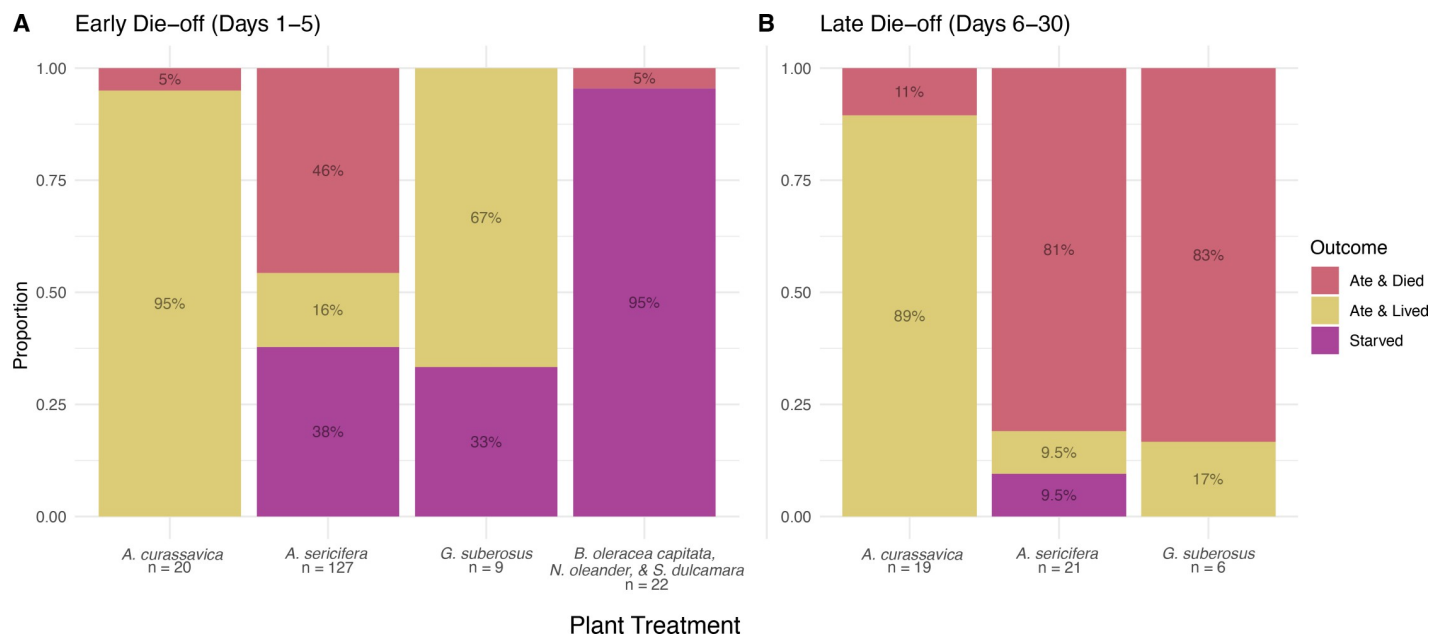 A Early Die–off (Days 1–5)
1.00
0.75
0.50
0.25
0.00
Proportion
5%
95%
46%
16%
38%
67%
33%
5%
95%
A. curassavica
n = 20
A. sericifera
n = 127
G. suberosus
n = 9
B. oleracea capitata,
N. oleander, & S. dulcamara
n = 22
B Late Die–off (Days 6–30)
1.00
0.75
0.50
0.25
0.00
11%
89%
81%
9.5%
9.5%
83%
17%
A. curassavica
n = 19
A. sericifera
n = 21
G. suberosus
n = 6
Plant Treatment
Outcome
Ate & Died
Ate & Lived
Starved